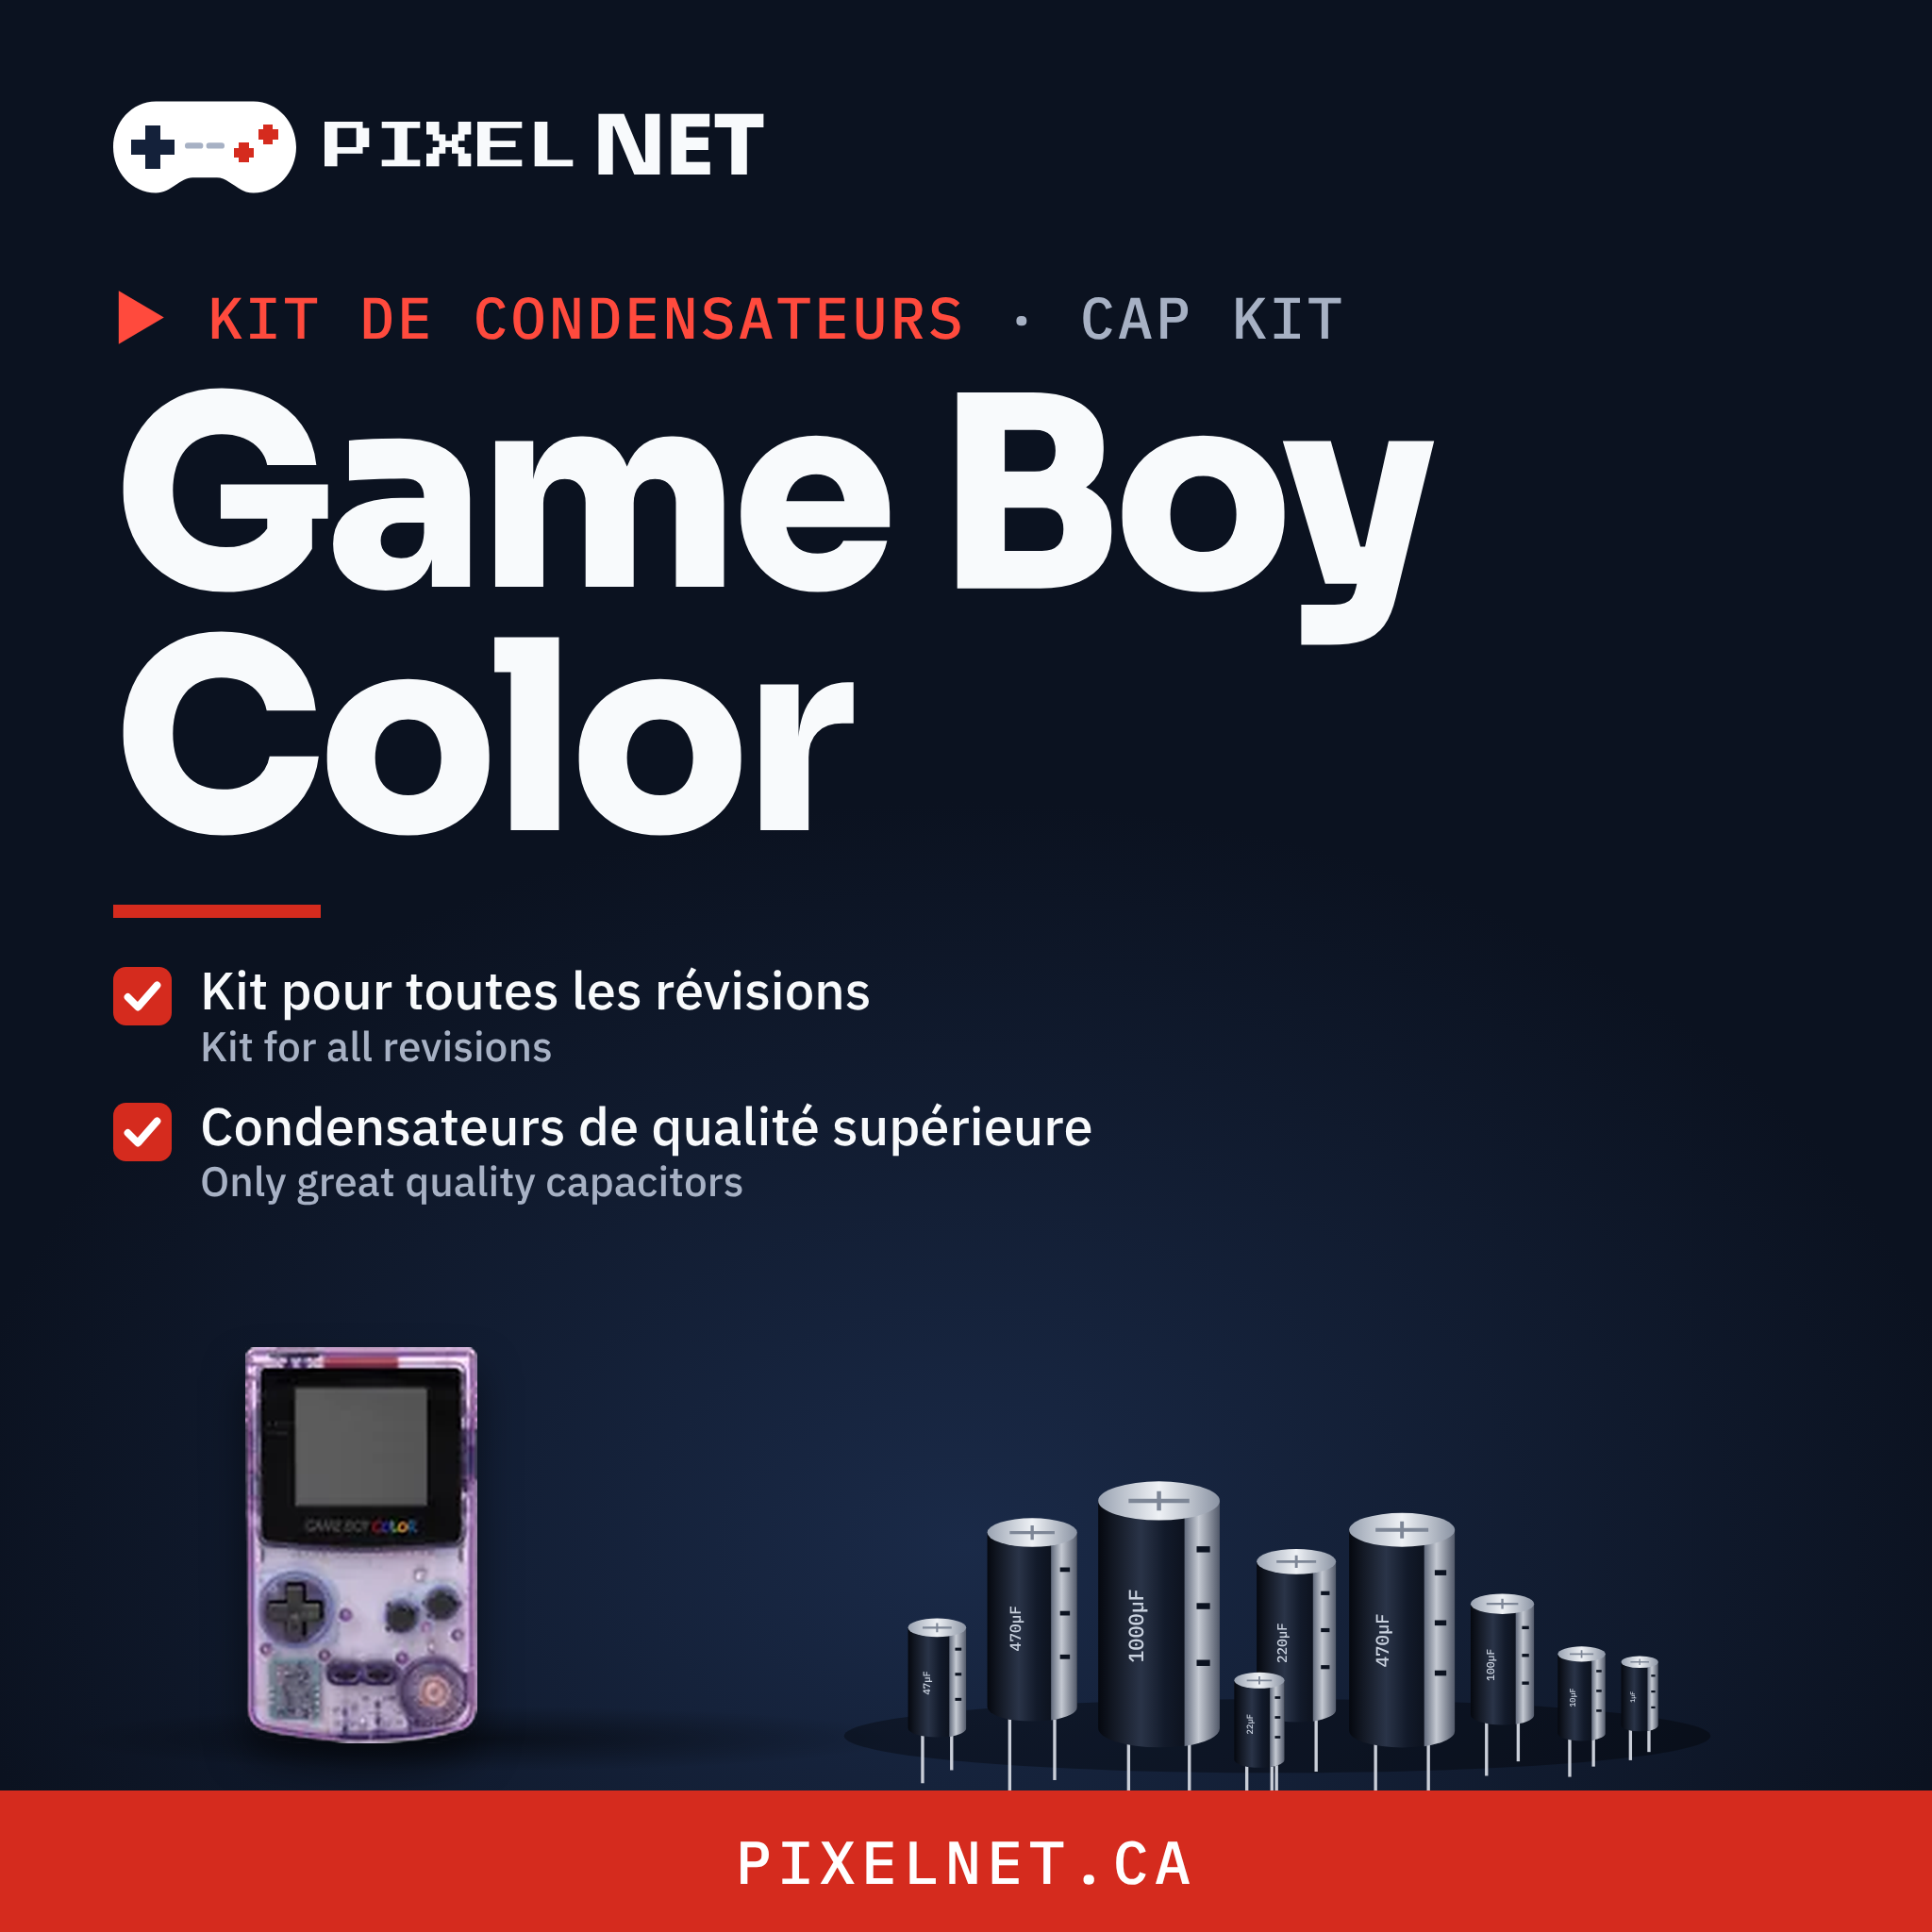 PIXEL NET
KIT DE CONDENSATEURS · CAP KIT
Game Boy
Color
Kit pour toutes les révisions
Kit for all revisions
Condensateurs de qualité supérieure
Only great quality capacitors
GAME BOY COLOR
47µF
470µF
1000µF
22µF
220µF
470µF
100µF
10µF
1µF
PIXELNET.CA